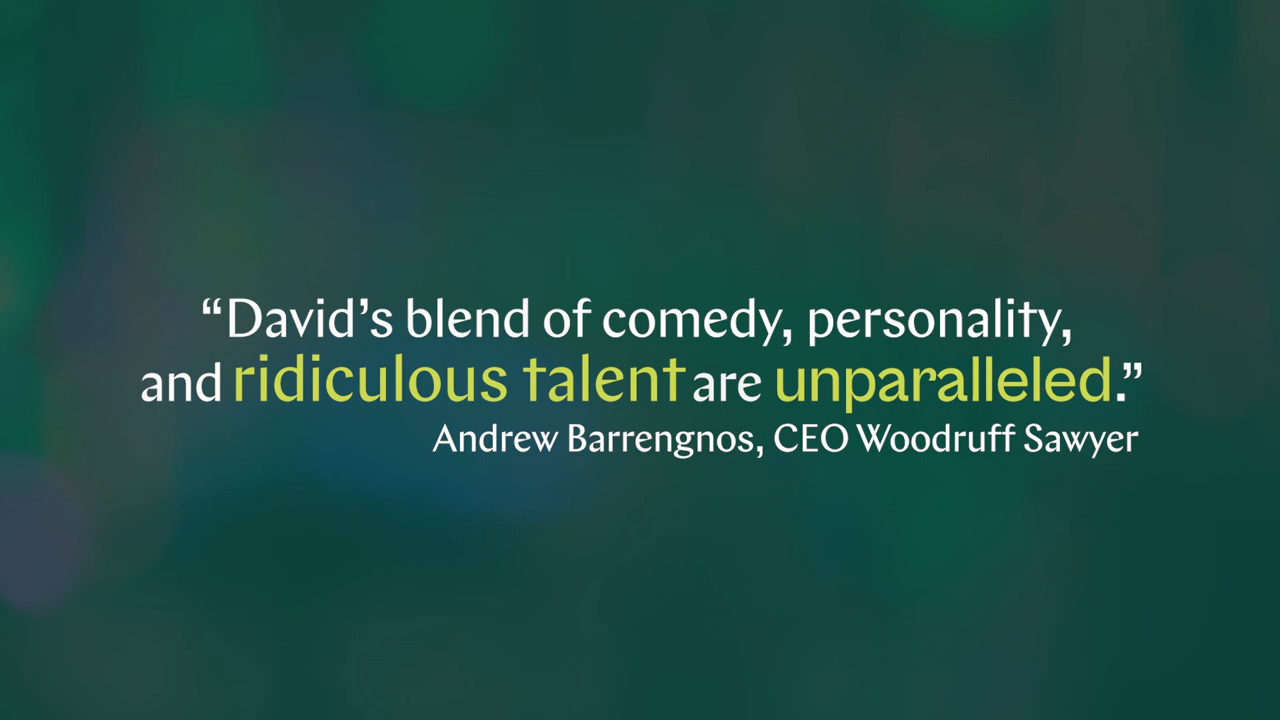 “David’s blend of comedy, personality,
and ridiculous talent are unparalleled.”
Andrew Barrengnos, CEO Woodruff Sawyer